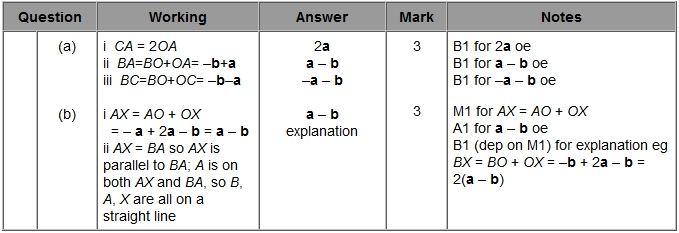 Question Working Answer Mark Notes
(a) i CA = 2OA 2a 3 B1 for 2a oe
ii BA=BO+OA= –b+a a – b B1 for a – b oe
iii BC=BO+OC= –b–a –a – b B1 for –a – b oe
(b) i AX = AO + OX a – b 3 M1 for AX = AO + OX
= – a + 2a – b = a – b explanation A1 for a – b oe
ii AX = BA so AX is B1 (dep on M1) for explanation eg
parallel to BA; A is on BX = BO + OX = –b + 2a – b =
both AX and BA, so B, 2(a – b)
A, X are all on a
straight line